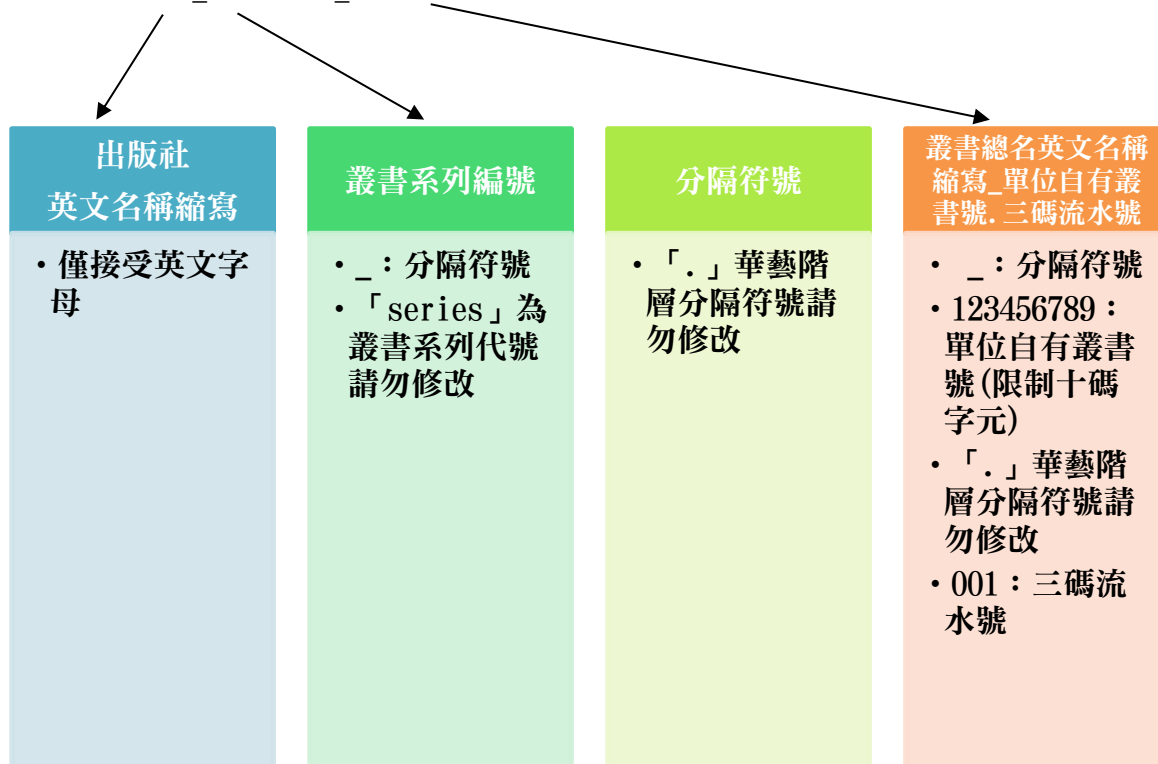 出版社
英文名稱縮寫
・僅接受英文字
母
叢書系列編號
・_：分隔符號
・「series」為
叢書系列代號
請勿修改
分隔符號
・「.」華藝階
層分隔符號請
勿修改
叢書總名英文名稱
縮寫_單位自有叢
書號.三碼流水號
・ _：分隔符號
・123456789：
單位自有叢書
號(限制十碼
字元)
・「.」華藝階
層分隔符號請
勿修改
・001：三碼流
水號